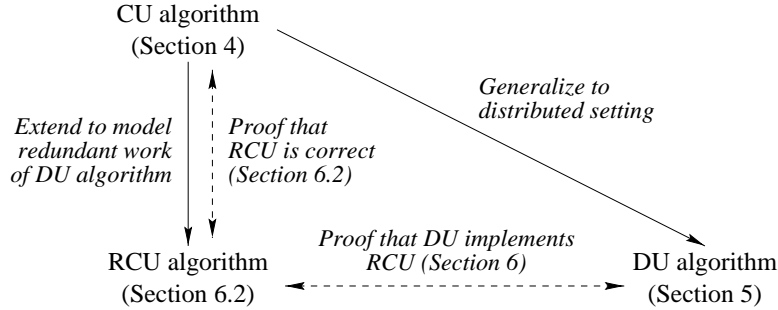 CU algorithm
(Section 4)
Generalize to
distributed setting
Extend to model
redundant work
of DU algorithm
Proof that
RCU is correct
(Section 6.2)
Proof that DU implements
RCU (Section 6)
RCU algorithm
(Section 6.2)
DU algorithm
(Section 5)